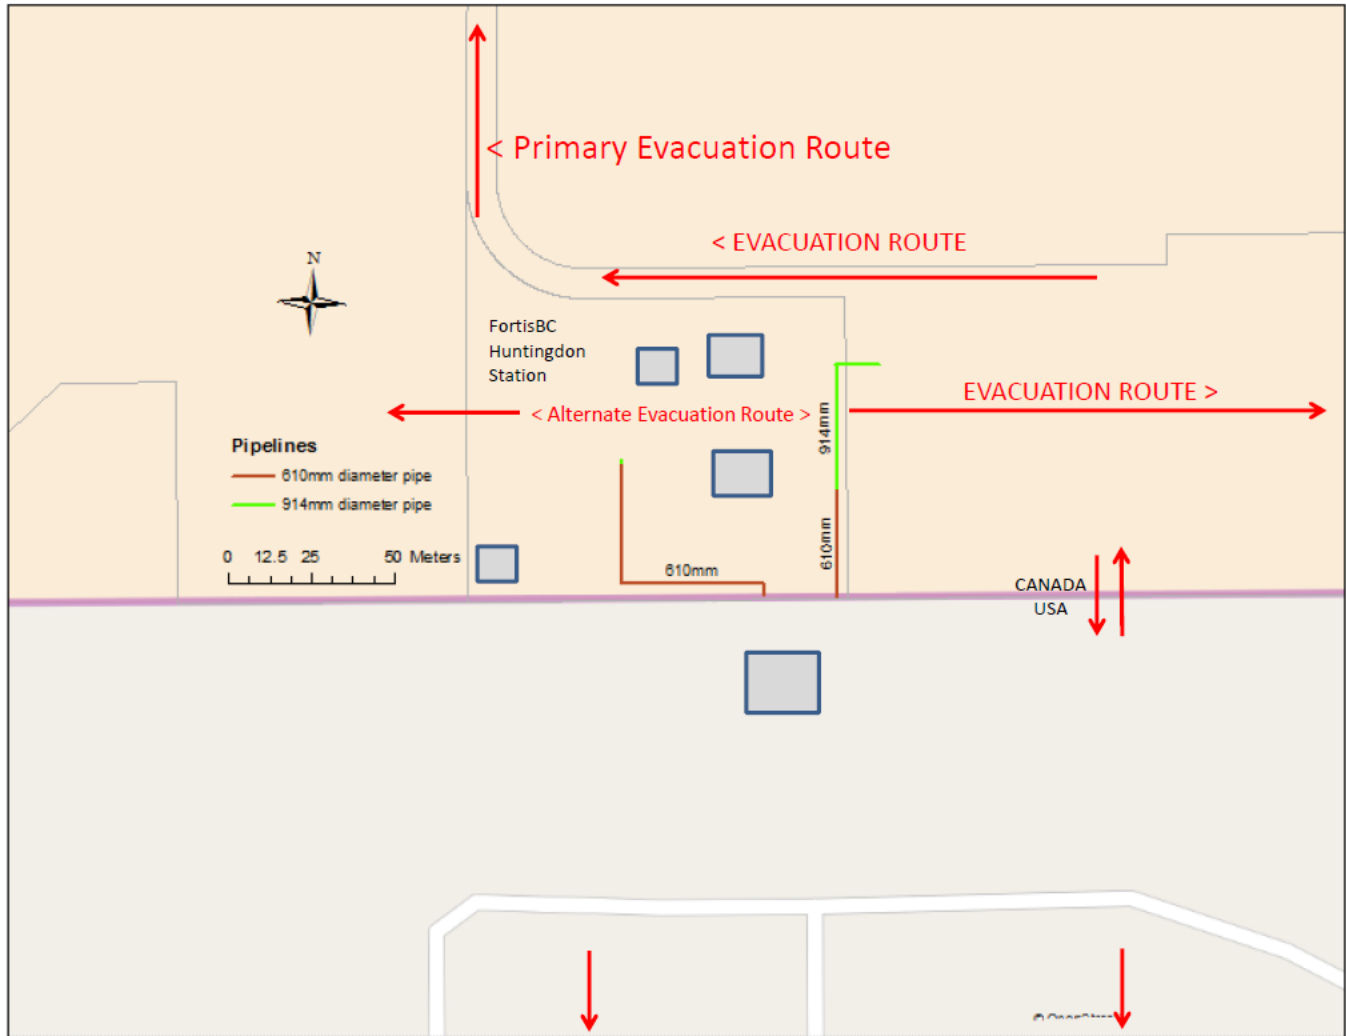 < Primary Evacuation Route
< EVACUATION ROUTE
N
FortisBC
Huntingdon
Station
EVACUATION ROUTE >
< Alternate Evacuation Route >
914mm
Pipelines
610mm diameter pipe
914mm diameter pipe
610mm
0 12.5 25 50 Meters
610mm
CANADA
USA